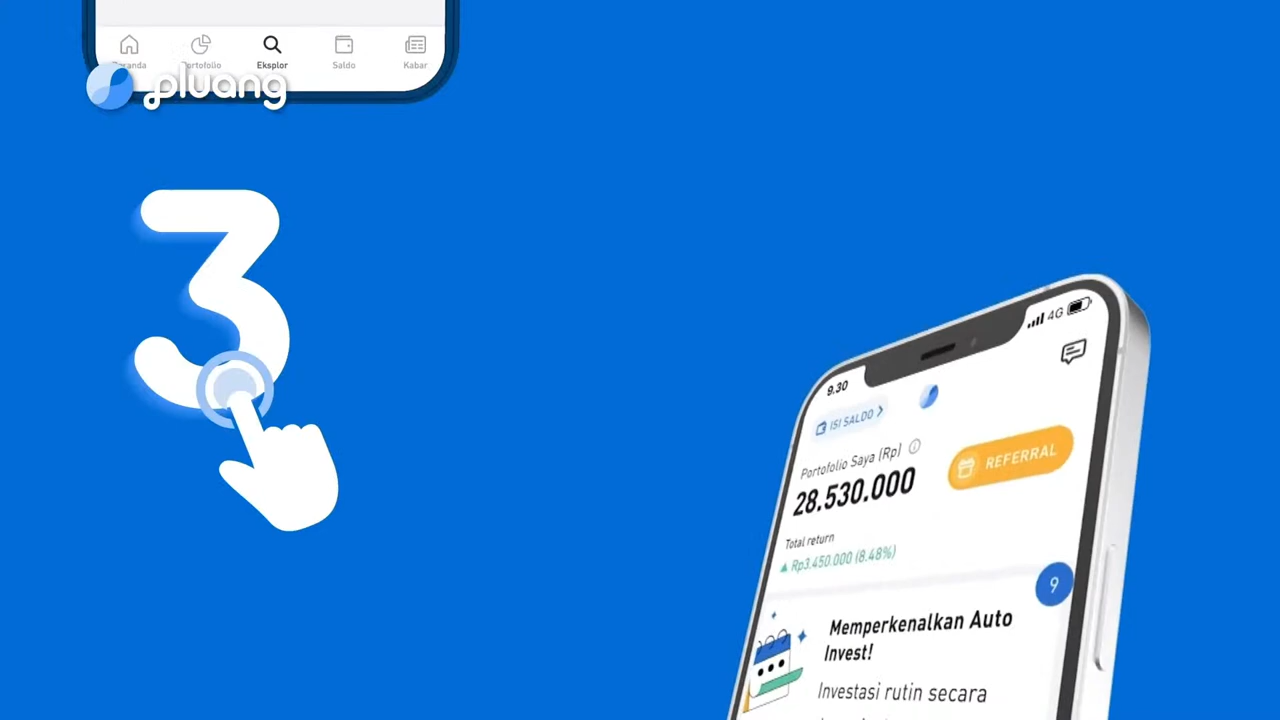 Beranda
Portofolio
Eksplor
Saldo
Kabar
pluang
3
9.30
4G
ISI SALDO
Portofolio Saya (Rp)
REFERRAL
28.530.000
Total return
Rp3.450.000 (8.48%)
9
Memperkenalkan Auto
Invest!
Investasi rutin secara